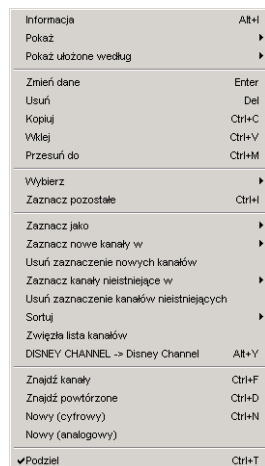 Informacja Alt+I
Pokaż
Pokaż ułożone według
Zmień dane Enter
Usuń Del
Kopiuj Ctrl+C
Wklej Ctrl+V
Przesuń do Ctrl+M
Wybierz
Zaznacz pozostałe Ctrl+I
Zaznacz jako
Zaznacz nowe kanały w
Usuń zaznaczenie nowych kanałów
Zaznacz kanały nieistniejące w
Usuń zaznaczenie kanałów nieistniejących
Sortuj
Zwięzła lista kanałów
DISNEY CHANNEL -> Disney Channel Alt+Y
Znajdź kanały Ctrl+F
Znajdź powtórzone Ctrl+D
Nowy (cyfrowy) Ctrl+N
Nowy (analogowy)
Podziel Ctrl+T